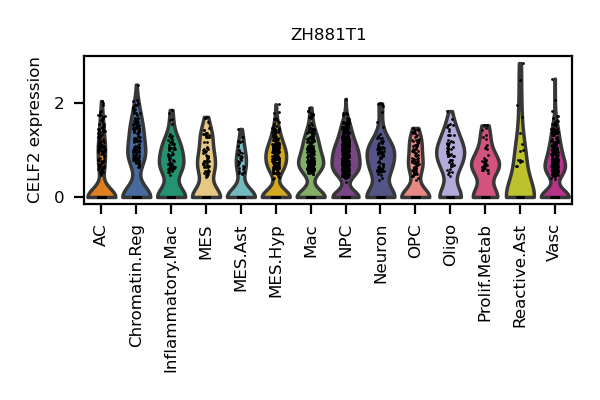 ZH881T1
CELF2 expression
2
0
AC
Chromatin.Reg
Inflammatory.Mac
MES
MES.Ast
MES.Hyp
Mac
NPC
Neuron
OPC
Oligo
Prolif.Metab
Reactive.Ast
Vasc